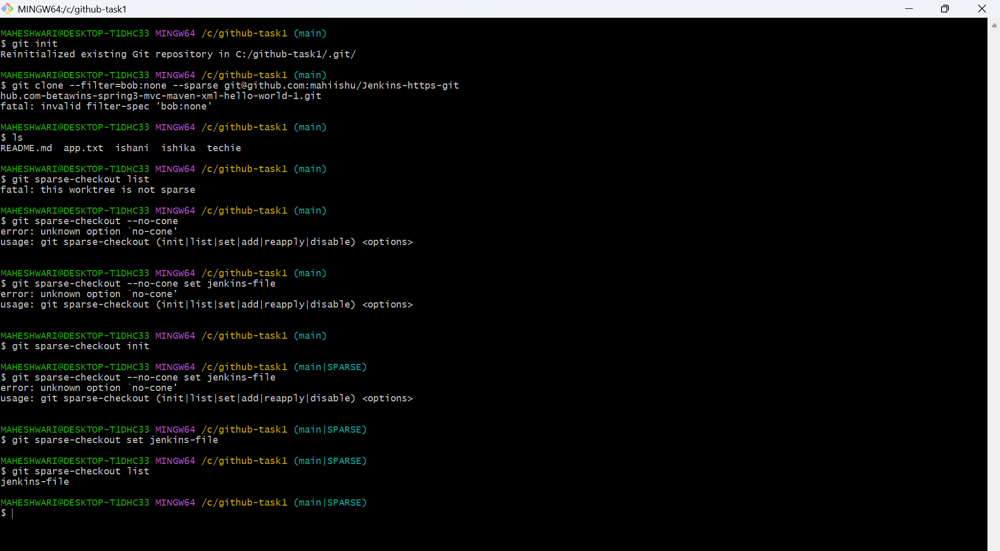 MINGW64:/c/github-task1
MAHESHWARI@DESKTOP-T1DHC33 MINGW64 /c/github-task1 (main)
$ git init
Reinitialized existing Git repository in C:/github-task1/.git/
MAHESHWARI@DESKTOP-T1DHC33 MINGW64 /c/github-task1 (main)
$ git clone --filter=bob:none --sparse git@github.com:mahiishu/Jenkins-https-git
hub.com-betawins-spring3-mvc-maven-xml-hello-world-1.git
fatal: invalid filter-spec 'bob:none'
MAHESHWARI@DESKTOP-T1DHC33 MINGW64 /c/github-task1 (main)
$ ls
README.md  app.txt  ishani  ishika  techie
MAHESHWARI@DESKTOP-T1DHC33 MINGW64 /c/github-task1 (main)
$ git sparse-checkout list
fatal: this worktree is not sparse
MAHESHWARI@DESKTOP-T1DHC33 MINGW64 /c/github-task1 (main)
$ git sparse-checkout --no-cone
error: unknown option `no-cone'
usage: git sparse-checkout (init|list|set|add|reapply|disable) <options>
MAHESHWARI@DESKTOP-T1DHC33 MINGW64 /c/github-task1 (main)
$ git sparse-checkout --no-cone set jenkins-file
error: unknown option `no-cone'
usage: git sparse-checkout (init|list|set|add|reapply|disable) <options>
MAHESHWARI@DESKTOP-T1DHC33 MINGW64 /c/github-task1 (main)
$ git sparse-checkout init
MAHESHWARI@DESKTOP-T1DHC33 MINGW64 /c/github-task1 (main|SPARSE)
$ git sparse-checkout --no-cone set jenkins-file
error: unknown option `no-cone'
usage: git sparse-checkout (init|list|set|add|reapply|disable) <options>
MAHESHWARI@DESKTOP-T1DHC33 MINGW64 /c/github-task1 (main|SPARSE)
$ git sparse-checkout set jenkins-file
MAHESHWARI@DESKTOP-T1DHC33 MINGW64 /c/github-task1 (main|SPARSE)
$ git sparse-checkout list
jenkins-file
MAHESHWARI@DESKTOP-T1DHC33 MINGW64 /c/github-task1 (main|SPARSE)
$